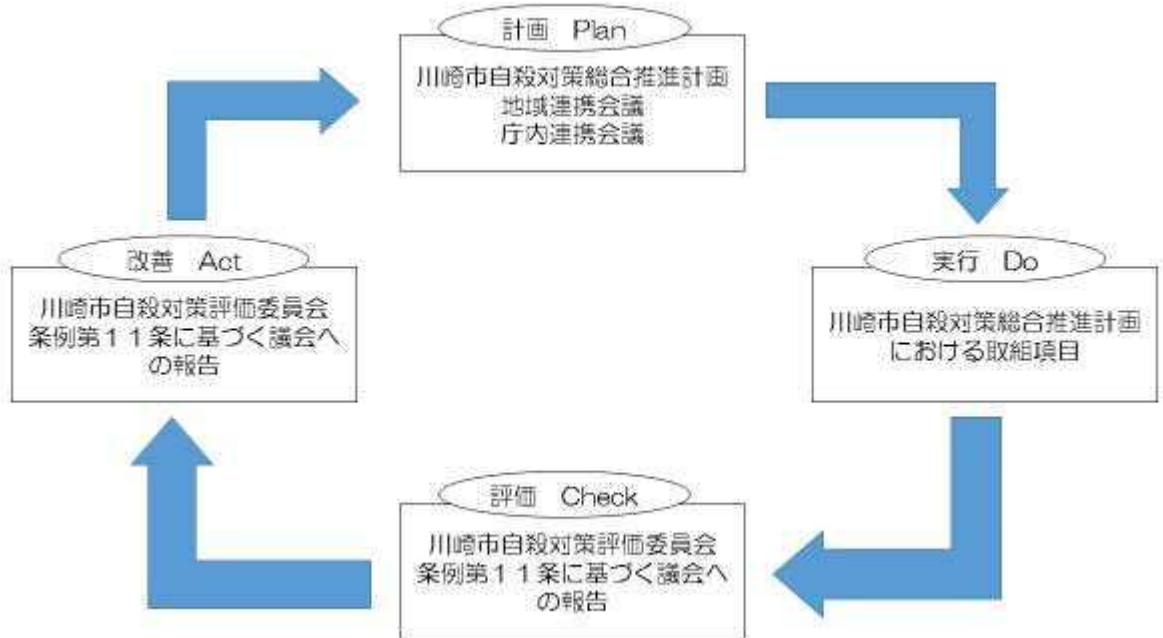 計画　Plan
川崎市自殺対策総合推進計画
地域連携会議
庁内連携会議
改善　Act
川崎市自殺対策評価委員会
条例第１１条に基づく議会へ
の報告
実行　Do
川崎市自殺対策総合推進計画
における取組項目
評価　Check
川崎市自殺対策評価委員会
条例第１１条に基づく議会へ
の報告